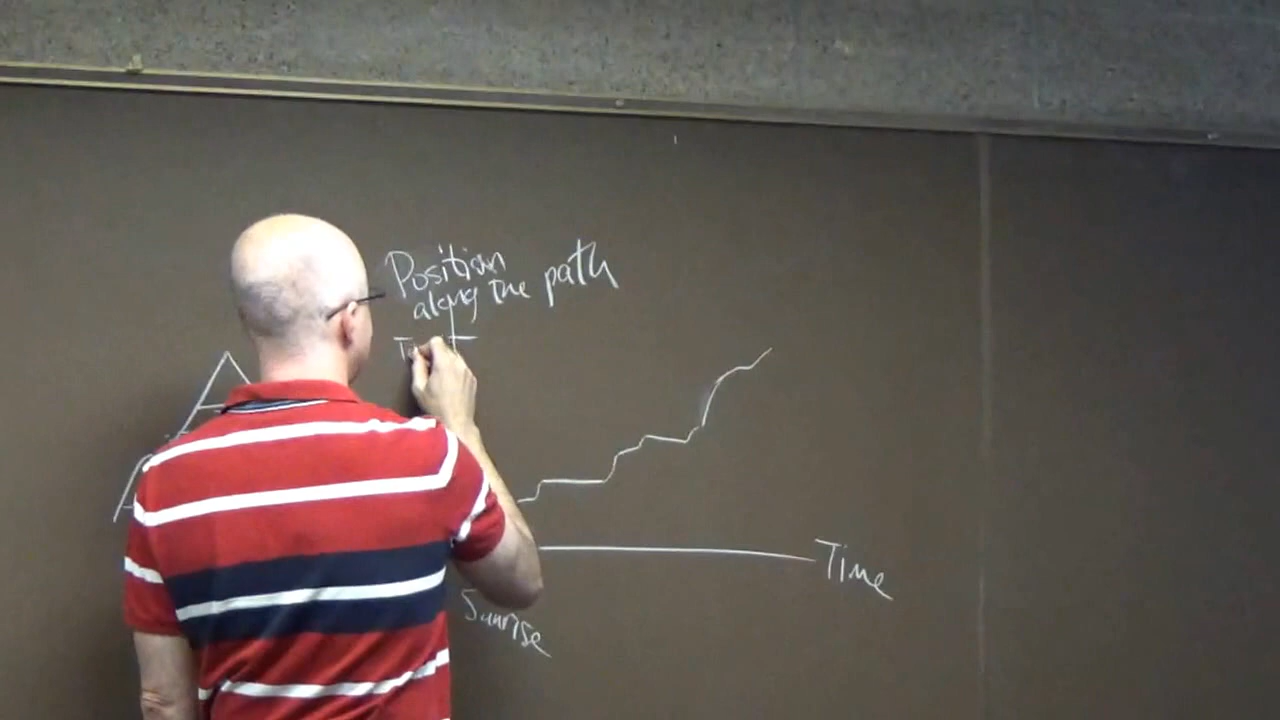 Position
along the path
Time
Sunrise